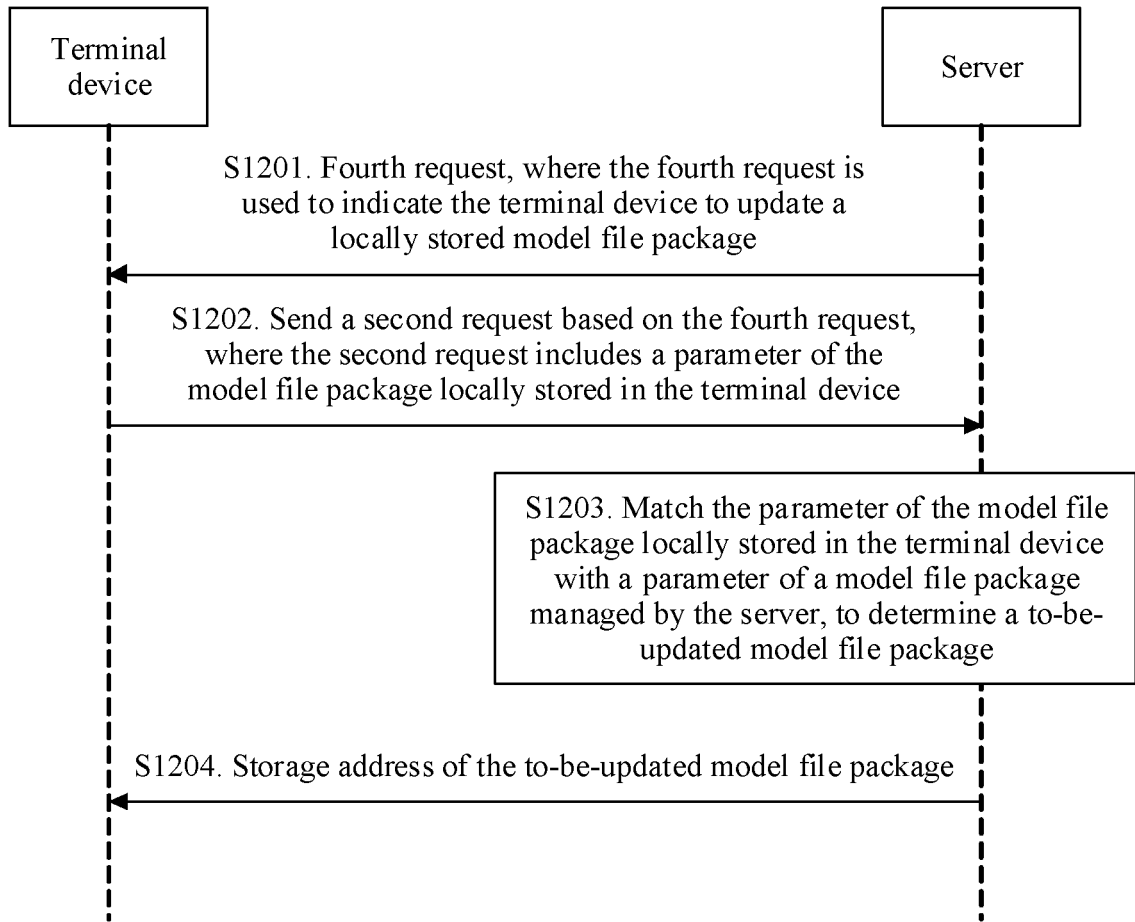 Terminal
device
Server
S1201. Fourth request, where the fourth request is
used to indicate the terminal device to update a
locally stored model file package
S1202. Send a second request based on the fourth request,
where the second request includes a parameter of the
model file package locally stored in the terminal device
S1203. Match the parameter of the model file
package locally stored in the terminal device
with a parameter of a model file package
managed by the server, to determine a to-be-
updated model file package
S1204. Storage address of the to-be-updated model file package